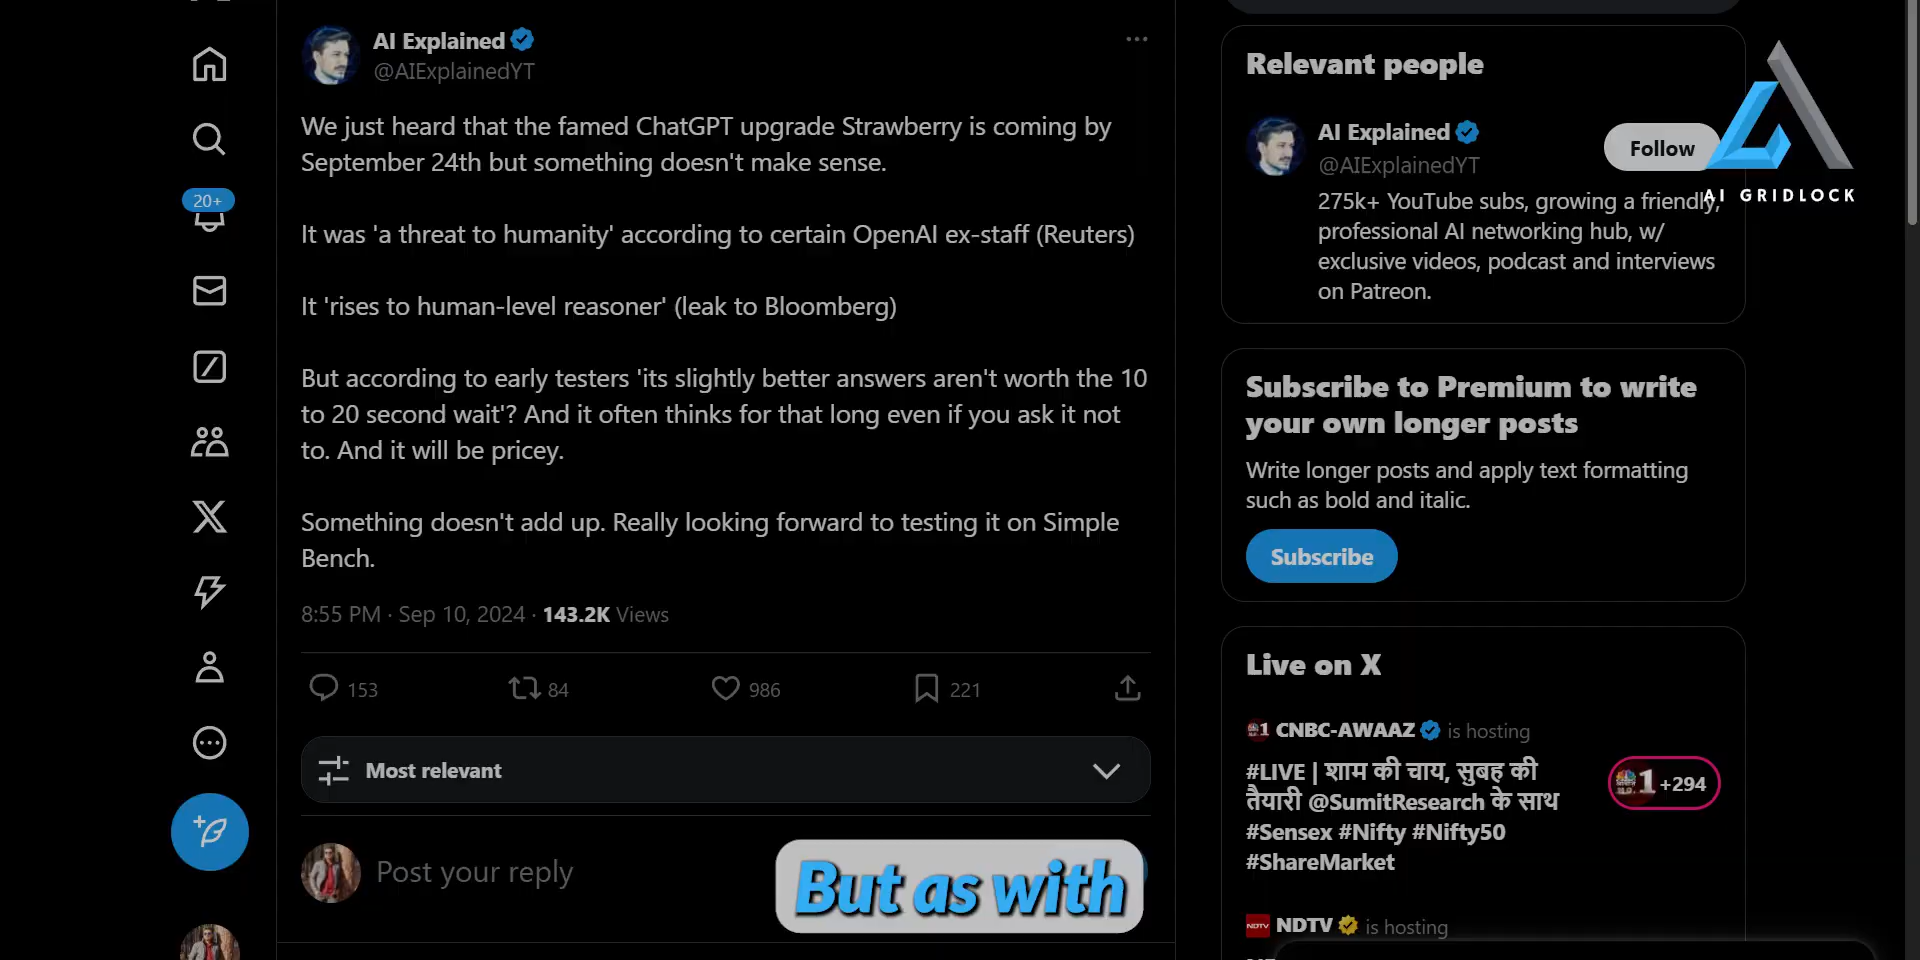 AI Explained
@AIExplainedYT
We just heard that the famed ChatGPT upgrade Strawberry is coming by
September 24th but something doesn't make sense.
It was 'a threat to humanity' according to certain OpenAI ex-staff (Reuters)
It 'rises to human-level reasoner' (leak to Bloomberg)
But according to early testers 'its slightly better answers aren't worth the 10
to 20 second wait'? And it often thinks for that long even if you ask it not
to. And it will be pricey.
Something doesn't add up. Really looking forward to testing it on Simple
Bench.
8:55 PM · Sep 10, 2024 · 143.2K Views
153 84 986 221
Most relevant
Post your reply
But as with
20+
Relevant people
AI Explained
@AIExplainedYT
Follow
275k+ YouTube subs, growing a friendly,
professional AI networking hub, w/
exclusive videos, podcast and interviews
on Patreon.
AI GRIDLOCK
Subscribe to Premium to write
your own longer posts
Write longer posts and apply text formatting
such as bold and italic.
Subscribe
Live on X
CNBC-AWAAZ is hosting
#LIVE | शाम की चाय, सुबह की
तैयारी @SumitResearch के साथ
#Sensex #Nifty #Nifty50
#ShareMarket
+294
NDTV is hosting